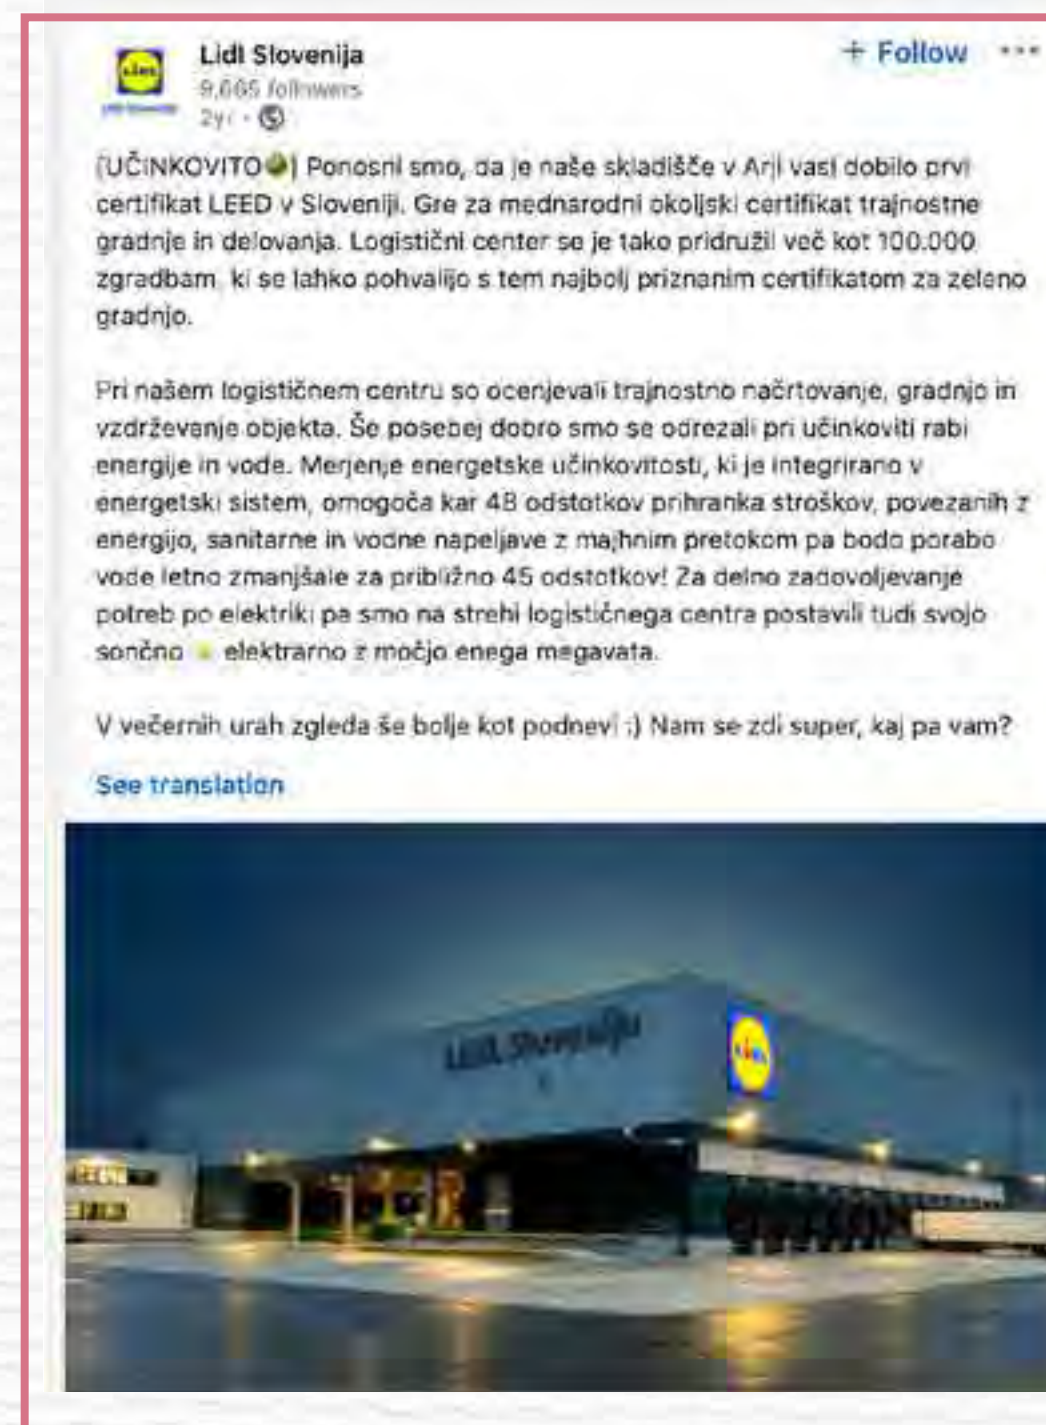 Lidl Slovenija
+ Follow ...
9,665 followers
2yr •
(UČINKOVITO) Ponosni smo, da je naše skladišče v Arji vasi dobilo prvi
certifikat LEED v Sloveniji. Gre za mednarodni okoljski certifikat trajnostne
gradnje in delovanja. Logistični center se je tako pridružil več kot 100.000
zgradbam, ki se lahko pohvalijo s tem najbolj priznanim certifikatom za zeleno
gradnjo.
Pri našem logističnem centru so ocenjevali trajnostno načrtovanje, gradnjo in
vzdrževanje objekta. Še posebej dobro smo se odrezali pri učinkoviti rabi
energije in vode. Merjenje energetske učinkovitosti, ki je integrirano v
energetski sistem, omogoča kar 48 odstotkov prihranka stroškov, povezanih z
energijo, sanitarne in vodne napeljave z majhnim pretokom pa bodo porabo
vode letno zmanjšale za približno 45 odstotkov! Za delno zadovoljevanje
potreb po elektriki pa smo na strehi logističnega centra postavili tudi svojo
sončno elektrarno z močjo enega megavata.
V večernih urah zgleda še bolje kot podnevi :) Nam se zdi super, kaj pa vam?
See translation
Lidl Slovenija
LIDL